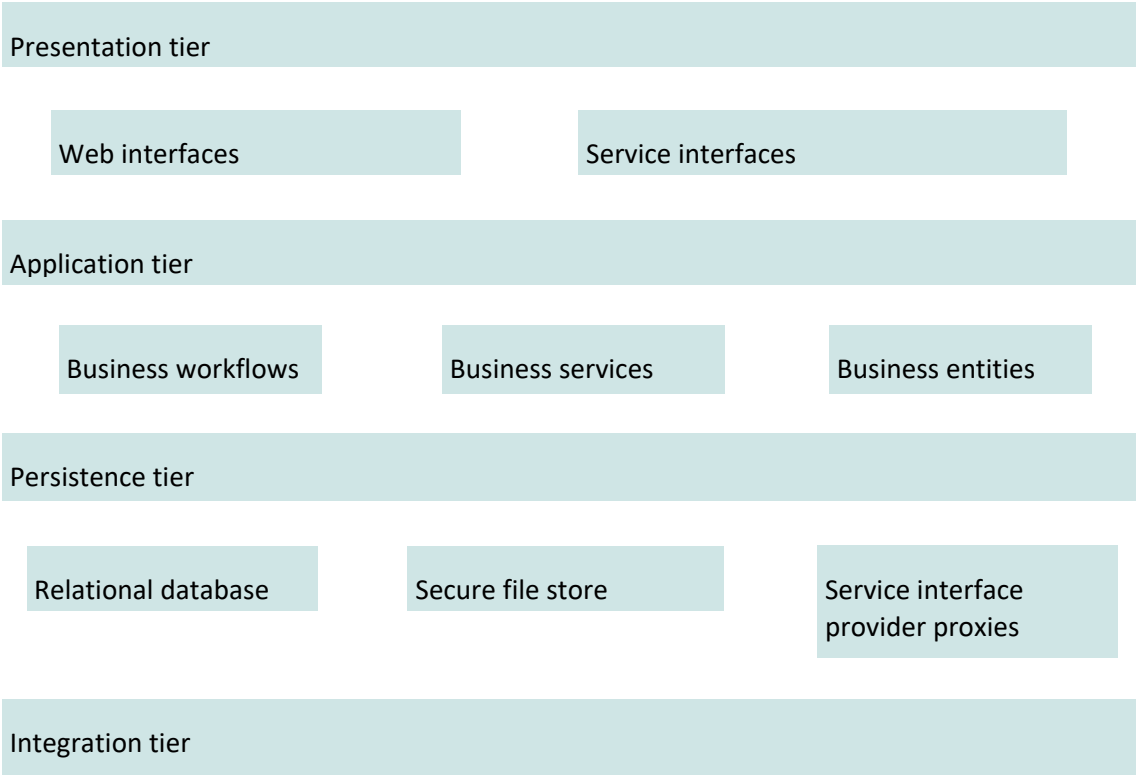 Presentation tier
Web interfaces
Service interfaces
Application tier
Business workflows
Business services
Business entities
Persistence tier
Relational database
Secure file store
Service interface
provider proxies
Integration tier